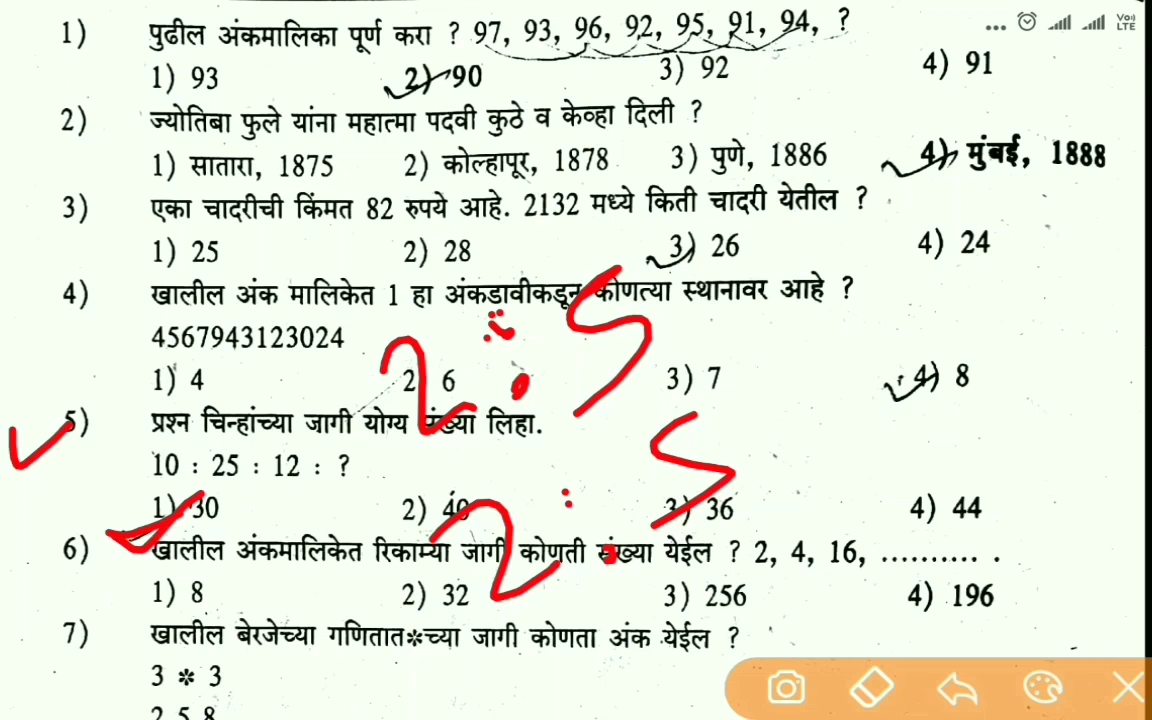 Vo)) LTE
1) पुढील अंकमालिका पूर्ण करा ? 97, 93, 96, 92, 95, 91, 94, ?
1) 93 2) 90 3) 92 4) 91
2) ज्योतिबा फुले यांना महात्मा पदवी कुठे व केव्हा दिली ?
1) सातारा, 1875 2) कोल्हापूर, 1878 3) पुणे, 1886 4) मुंबई, 1888
3) एका चादरीची किंमत 82 रुपये आहे. 2132 मध्ये किती चादरी येतील ?
1) 25 2) 28 3) 26 4) 24
4) खालील अंक मालिकेत 1 हा अंकडावीकडून कोणत्या स्थानावर आहे ?
4567943123024
1) 4 2) 6 3) 7 4) 8
2 : 5
5) प्रश्न चिन्हांच्या जागी योग्य संख्या लिहा.
10 : 25 : 12 : ?
1) 30 2) 40 3) 36 4) 44
2 : 5
6) खालील अंकमालिकेत रिकाम्या जागी कोणती संख्या येईल ? 2, 4, 16, .......... .
1) 8 2) 32 3) 256 4) 196
7) खालील बेरजेच्या गणितात*च्या जागी कोणता अंक येईल ?
3 * 3
2 5 8